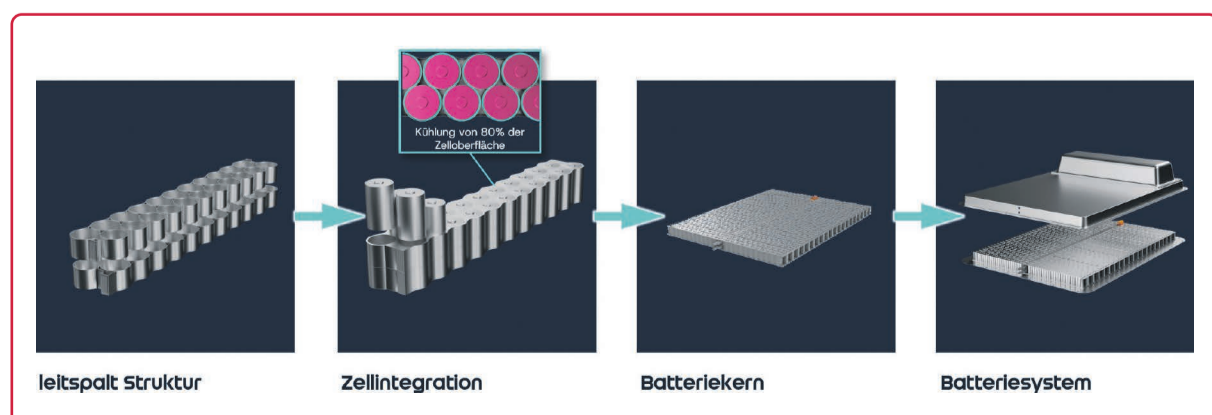 Kühlung von 80% der
Zelloberfläche
leitspalt Struktur
Zellintegration
Batteriekern
Batteriesystem